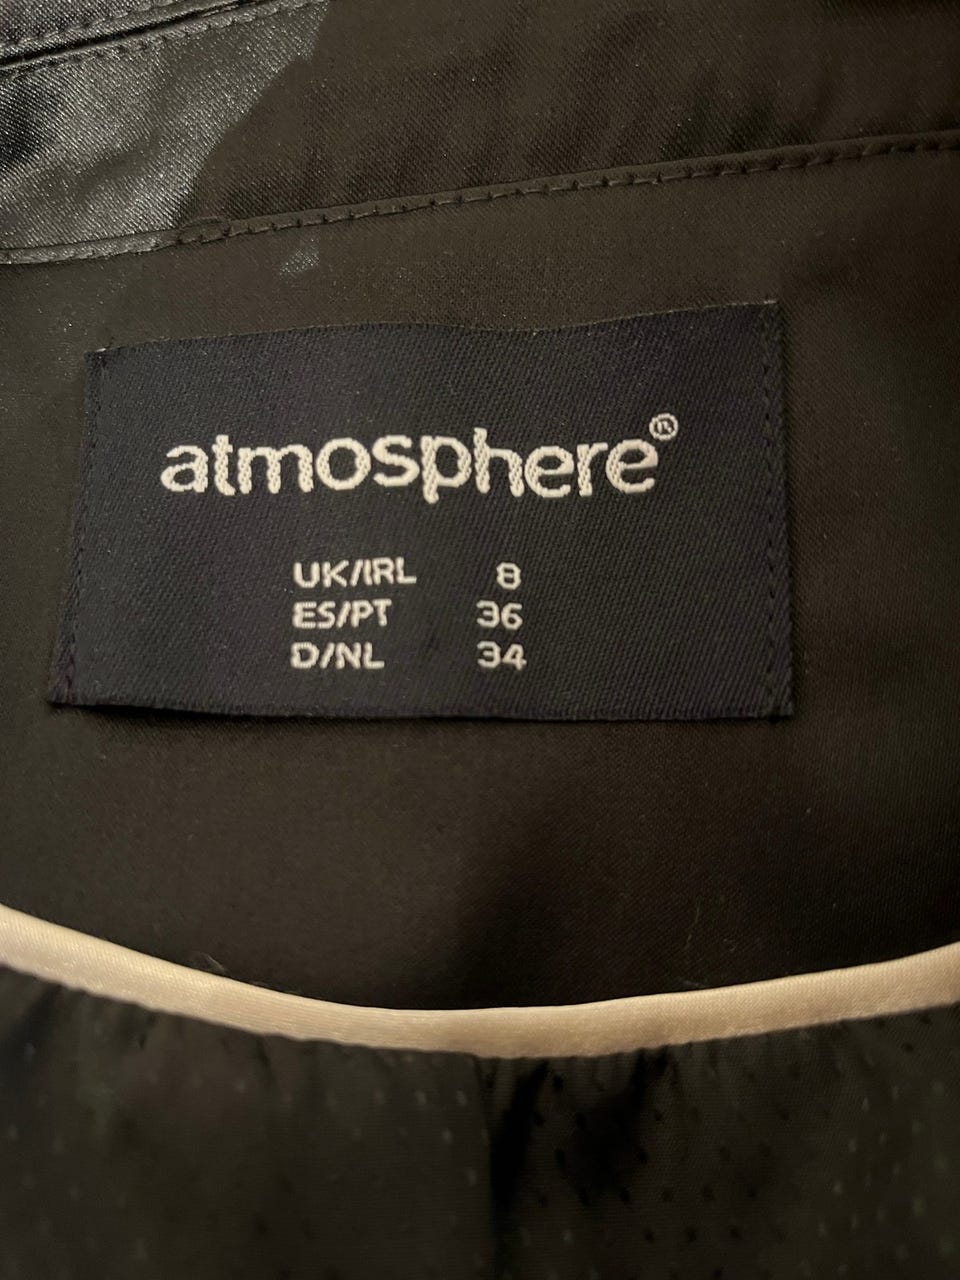 atmosphere®
UK/IRL 8
ES/PT 36
D/NL 34